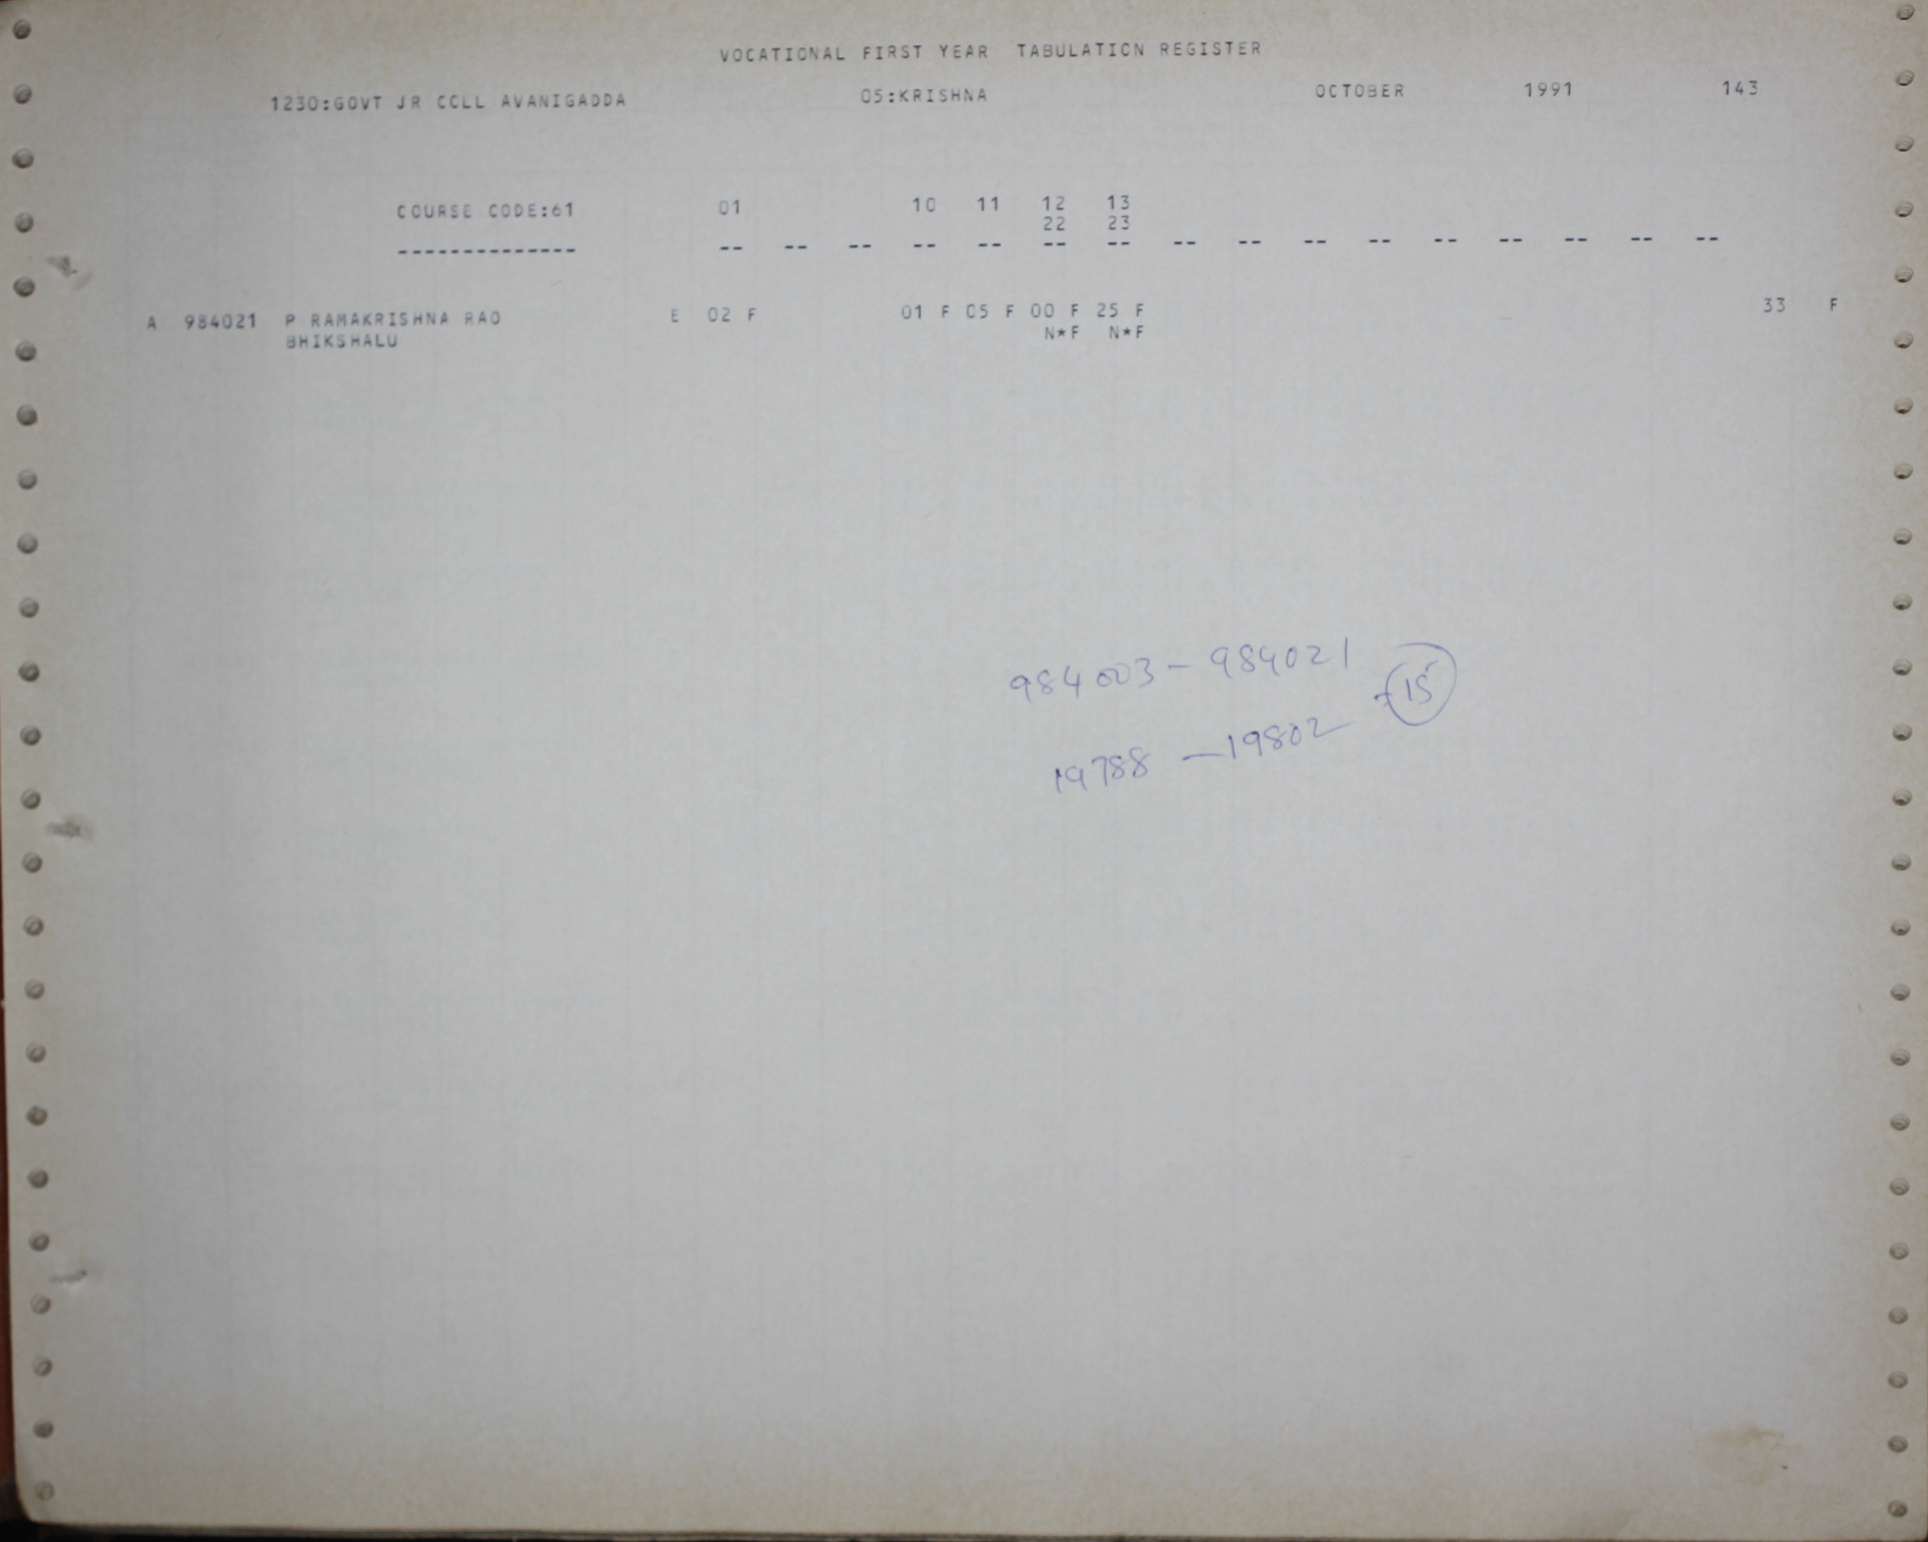 VOCATIONAL FIRST YEAR TABULATION REGISTER
1230:GOVT JR CCLL AVANIGADDA 05:KRISHNA OCTOBER 1991 143
COURSE CODE:61 01 10 11 12 13
22 23
-------------- -- -- -- -- -- -- -- -- -- -- -- -- -- -- -- --
A 984021 P RAMAKRISHNA RAO E 02 F 01 F 05 F 00 F 25 F 33 F
BHIKSHALU N*F N*F
984003 - 984021
15
19788 - 19802